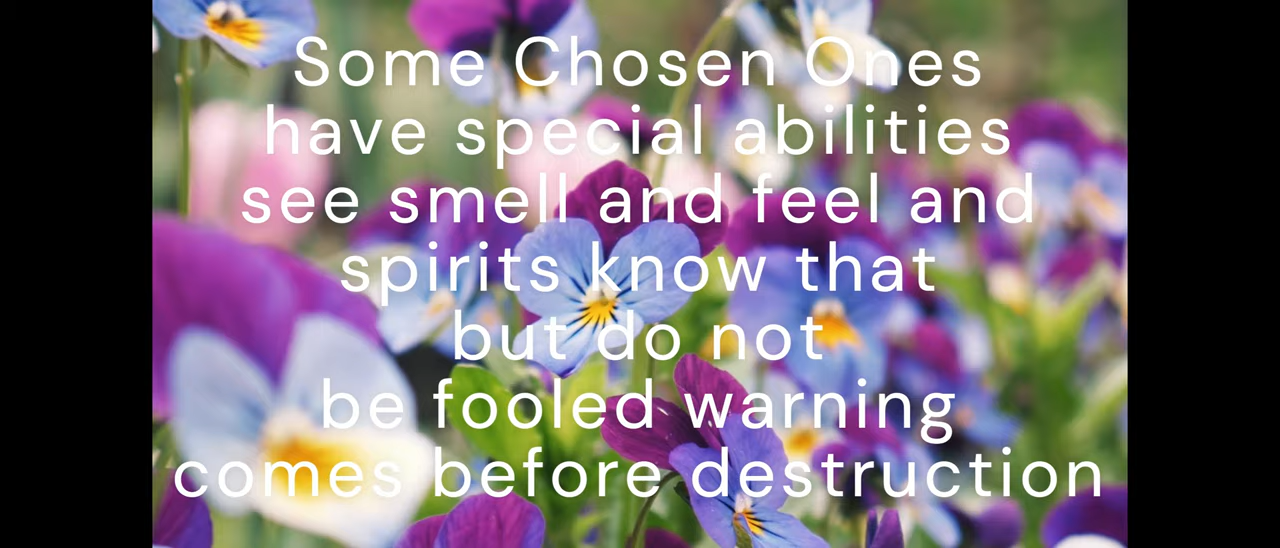 Some Chosen Ones
have special abilities
see smell and feel and
spirits know that
but do not
be fooled warning
comes before destruction